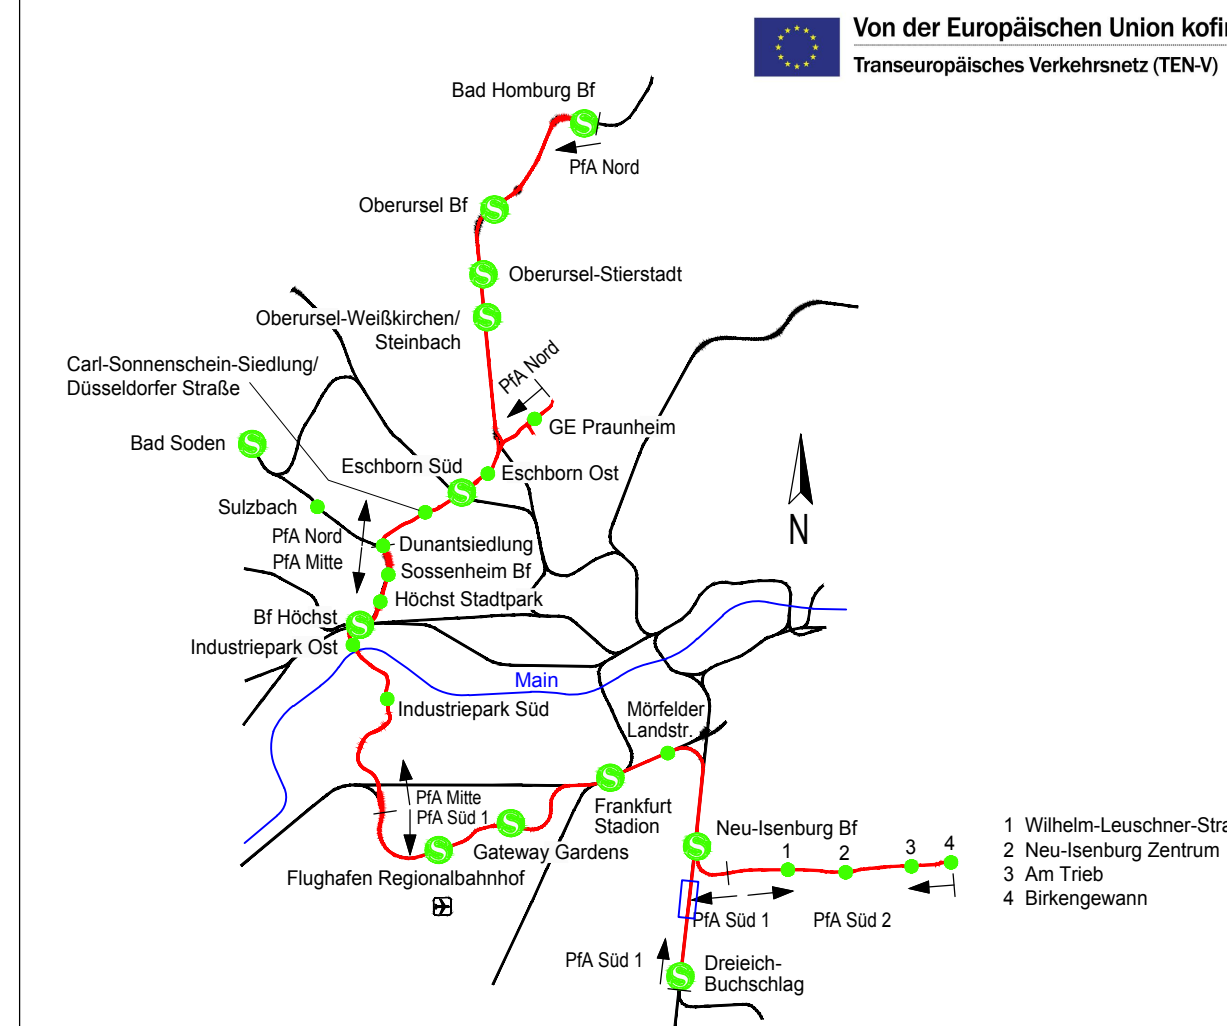 Von der Europäischen Union
Transeuropäisches Verkehrsnetz (TEN-V)
Bad Homburg Bf
S
PfA Nord
Oberursel Bf
S
S
Oberursel-Stierstadt
Oberursel-Weißkirchen/
Steinbach
S
PfA Nord
Carl-Sonnenschein-Siedlung/
Düsseldorfer Straße
GE Praunheim
Bad Soden
S
Eschborn Süd
S
Eschborn Ost
Sulzbach
PfA Nord
PfA Mitte
Dunantsiedlung
Sossenheim Bf
Höchst Stadtpark
N
Bf Höchst
S
Industriepark Ost
Main
Industriepark Süd
Mörfelder
Landstr.
S
Frankfurt
Stadion
PfA Mitte
PfA Süd 1
S
Gateway Gardens
S
Flughafen Regionalbahnhof
Neu-Isenburg Bf
S
1
2
3
4
PfA Süd 1
PfA Süd 2
PfA Süd 1
S
Dreieich-
Buchschlag
1 Wilhelm-Leuschner-Stra
2 Neu-Isenburg Zentrum
3 Am Trieb
4 Birkengewann